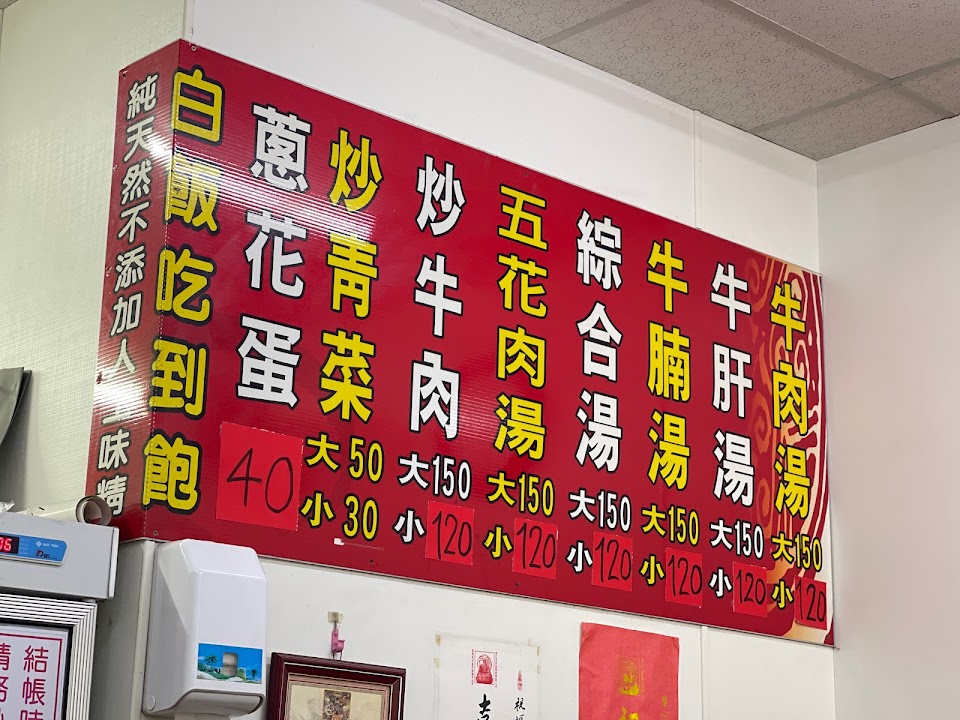 牛肉湯 大150 小120
牛肝湯 大150 小120
牛腩湯 大150 小120
綜合湯 大150 小120
五花肉湯 大150 小120
炒牛肉 大150 小120
炒青菜 大50 小30
蔥花蛋 40
白飯吃到飽
純天然不添加人工味精
結帳
請務